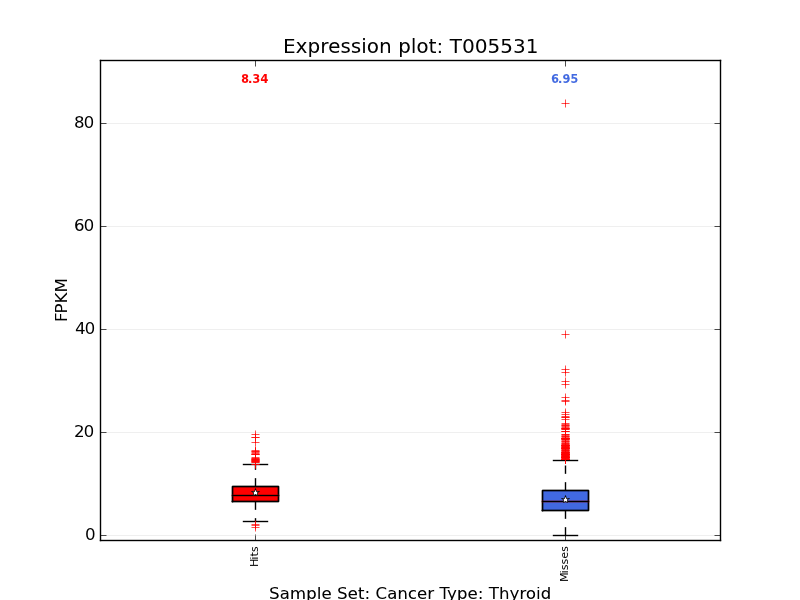 Expression plot: T005531
8.34
6.95
80
60
40
20
0
FPKM
Hits
Misses
Sample Set: Cancer Type: Thyroid